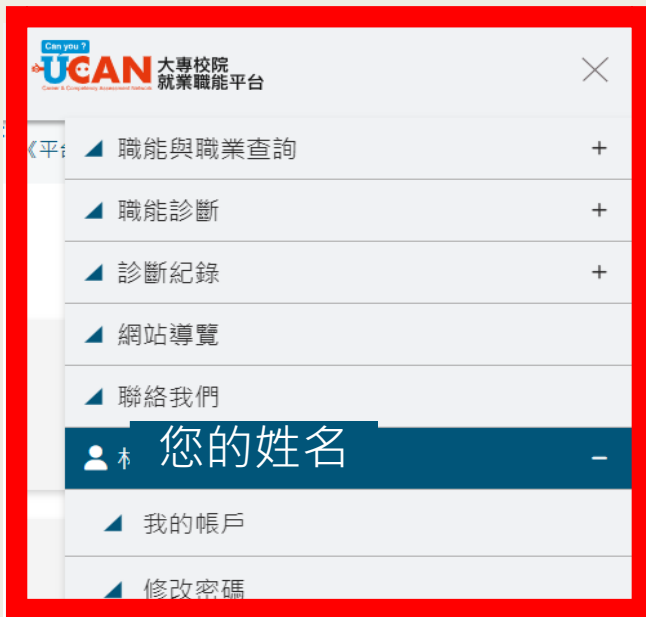 Can you ?
UCAN 大專校院
就業職能平台
Career & Competency Assessment Network
《平台
職能與職業查詢 +
職能診斷 +
診斷紀錄 +
網站導覽
聯絡我們
您的姓名 −
我的帳戶
修改密碼